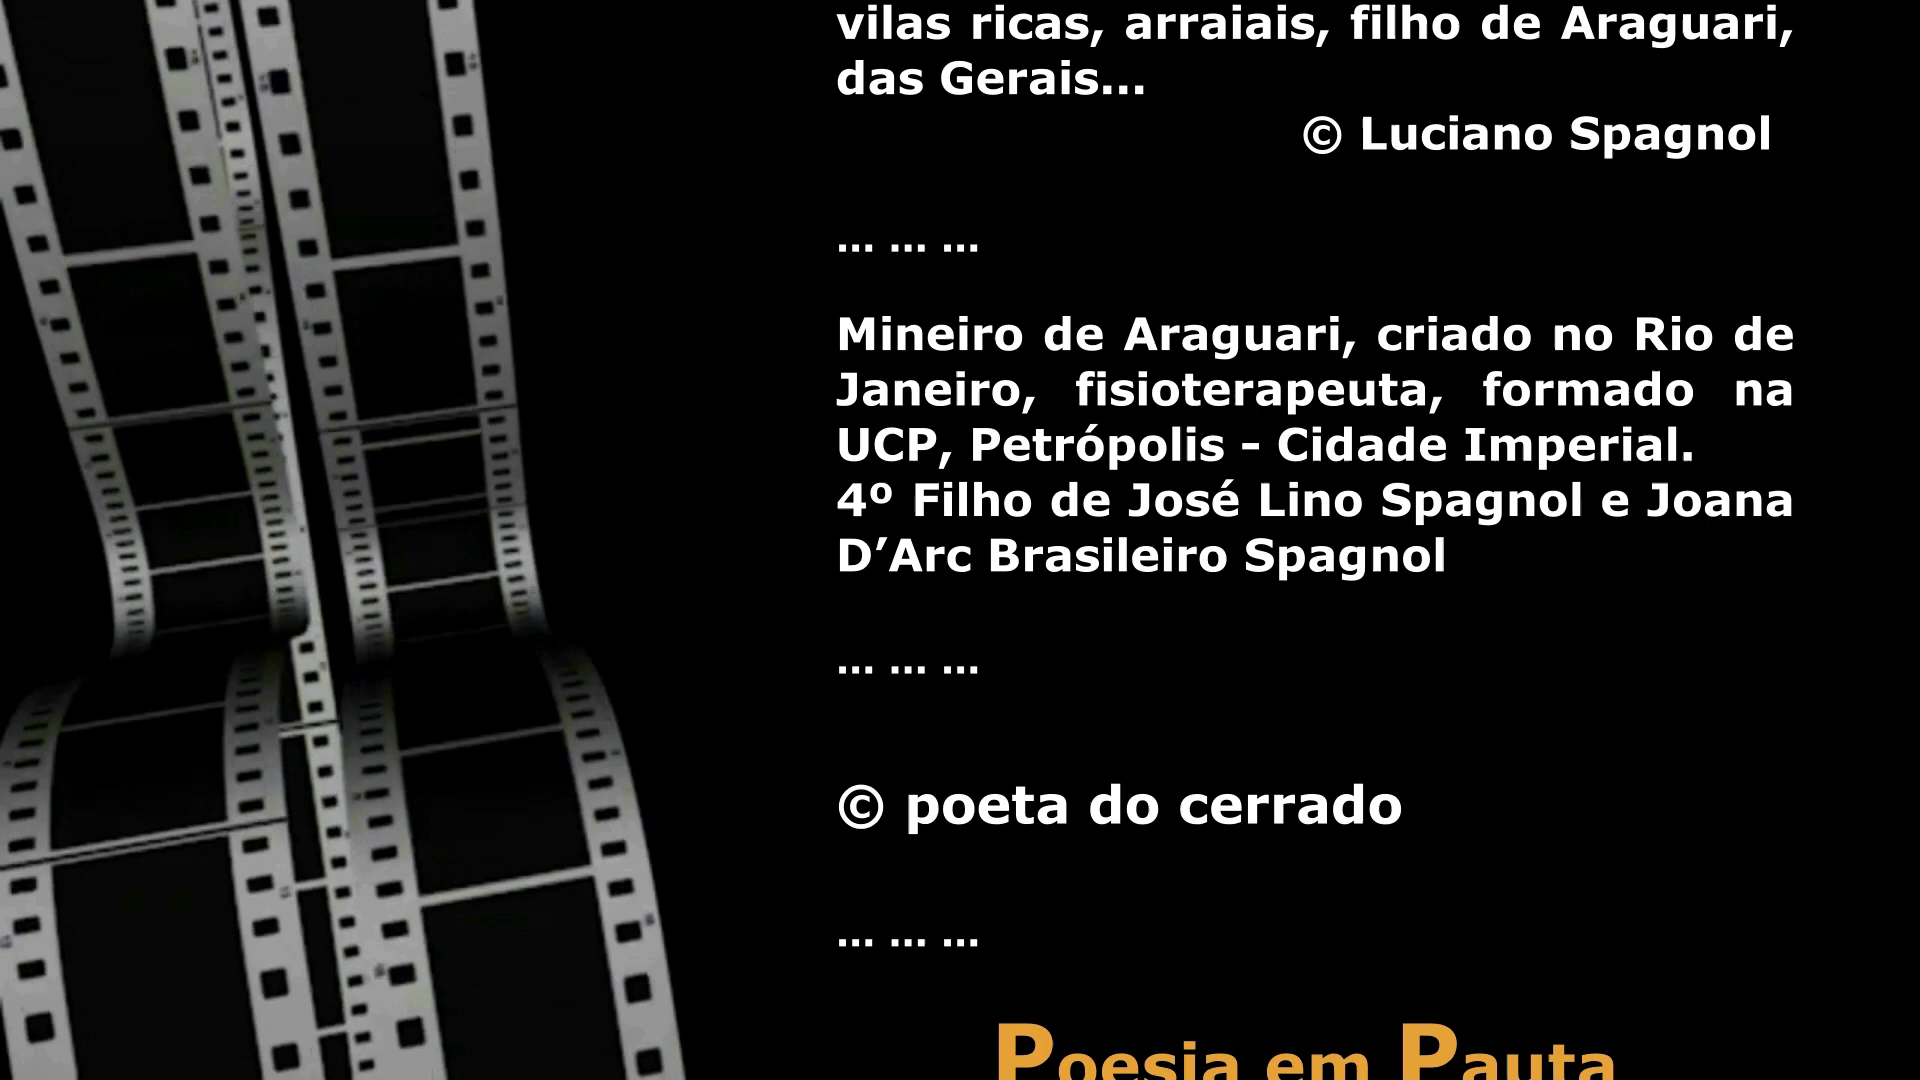 vilas ricas, arraiais, filho de Araguari,
das Gerais...
© Luciano Spagnol
... ... ...
Mineiro de Araguari, criado no Rio de
Janeiro, fisioterapeuta, formado na
UCP, Petrópolis - Cidade Imperial.
4º Filho de José Lino Spagnol e Joana
D’Arc Brasileiro Spagnol
... ... ...
© poeta do cerrado
... ... ...
Poesia em Pauta